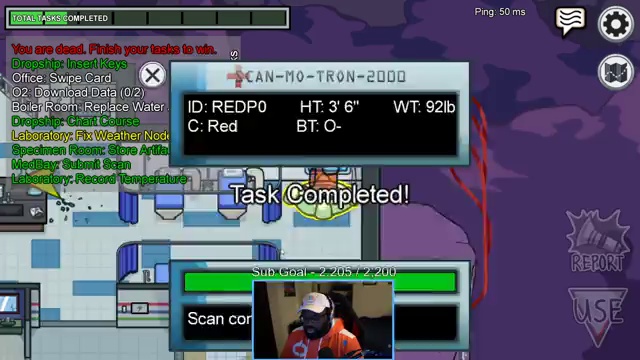 TOTAL TASKS COMPLETED
Ping: 50 ms
You are dead. Finish your tasks to win.
Dropship: Insert Keys
Office: Swipe Card
O2: Download Data (0/2)
Boiler Room: Replace Water
Dropship: Chart Course
Laboratory: Fix Weather Node
Specimen Room: Store Artifa
MedBay: Submit Scan
Laboratory: Record Temperature
SCAN-MO-TRON-2000
ID: REDP0 HT: 3' 6" WT: 92lb
C: Red BT: O-
Task Completed!
REPORT
Sub Goal - 2,205 / 2,200
USE
Scan con